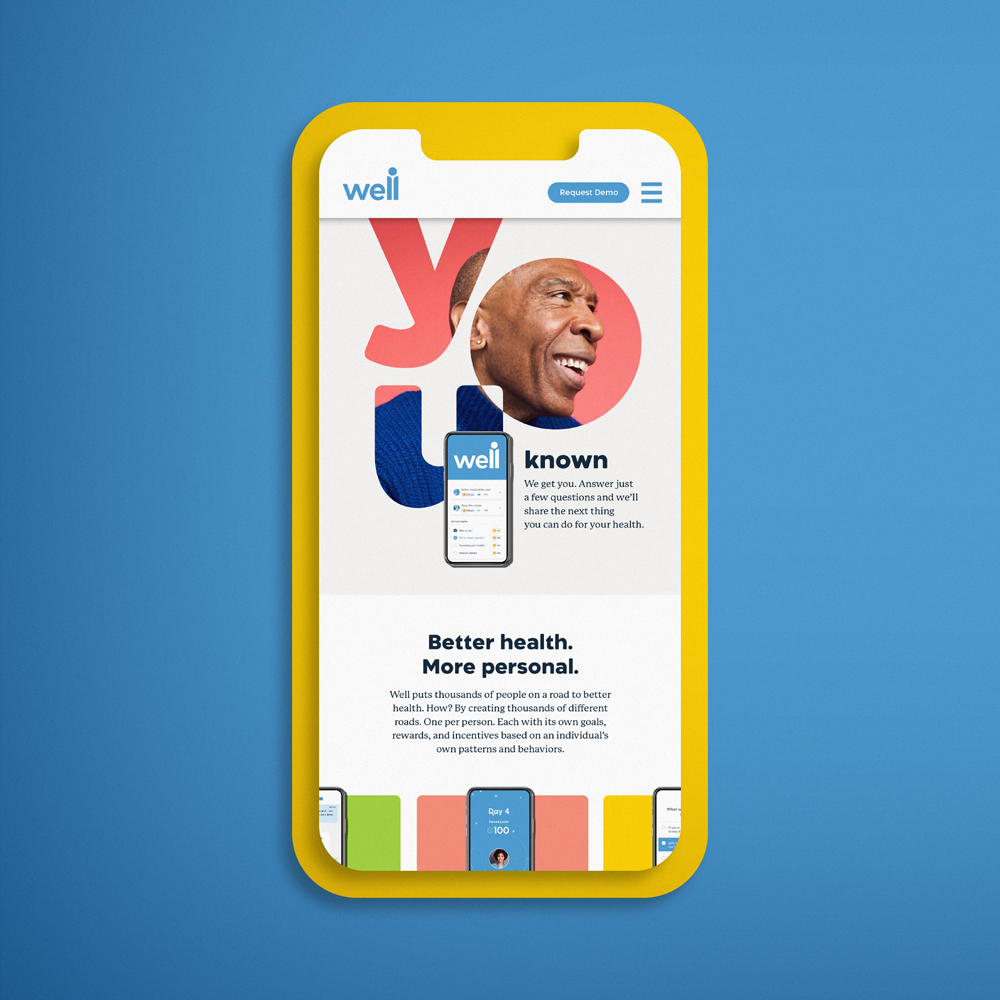 well
Request Demo
you
well
known
We get you. Answer just
a few questions and we'll
share the next thing
you can do for your health.
Better health.
More personal.
Well puts thousands of people on a road to better
health. How? By creating thousands of different
roads. One per person. Each with its own goals,
rewards, and incentives based on an individual's
own patterns and behaviors.
Day 4
100